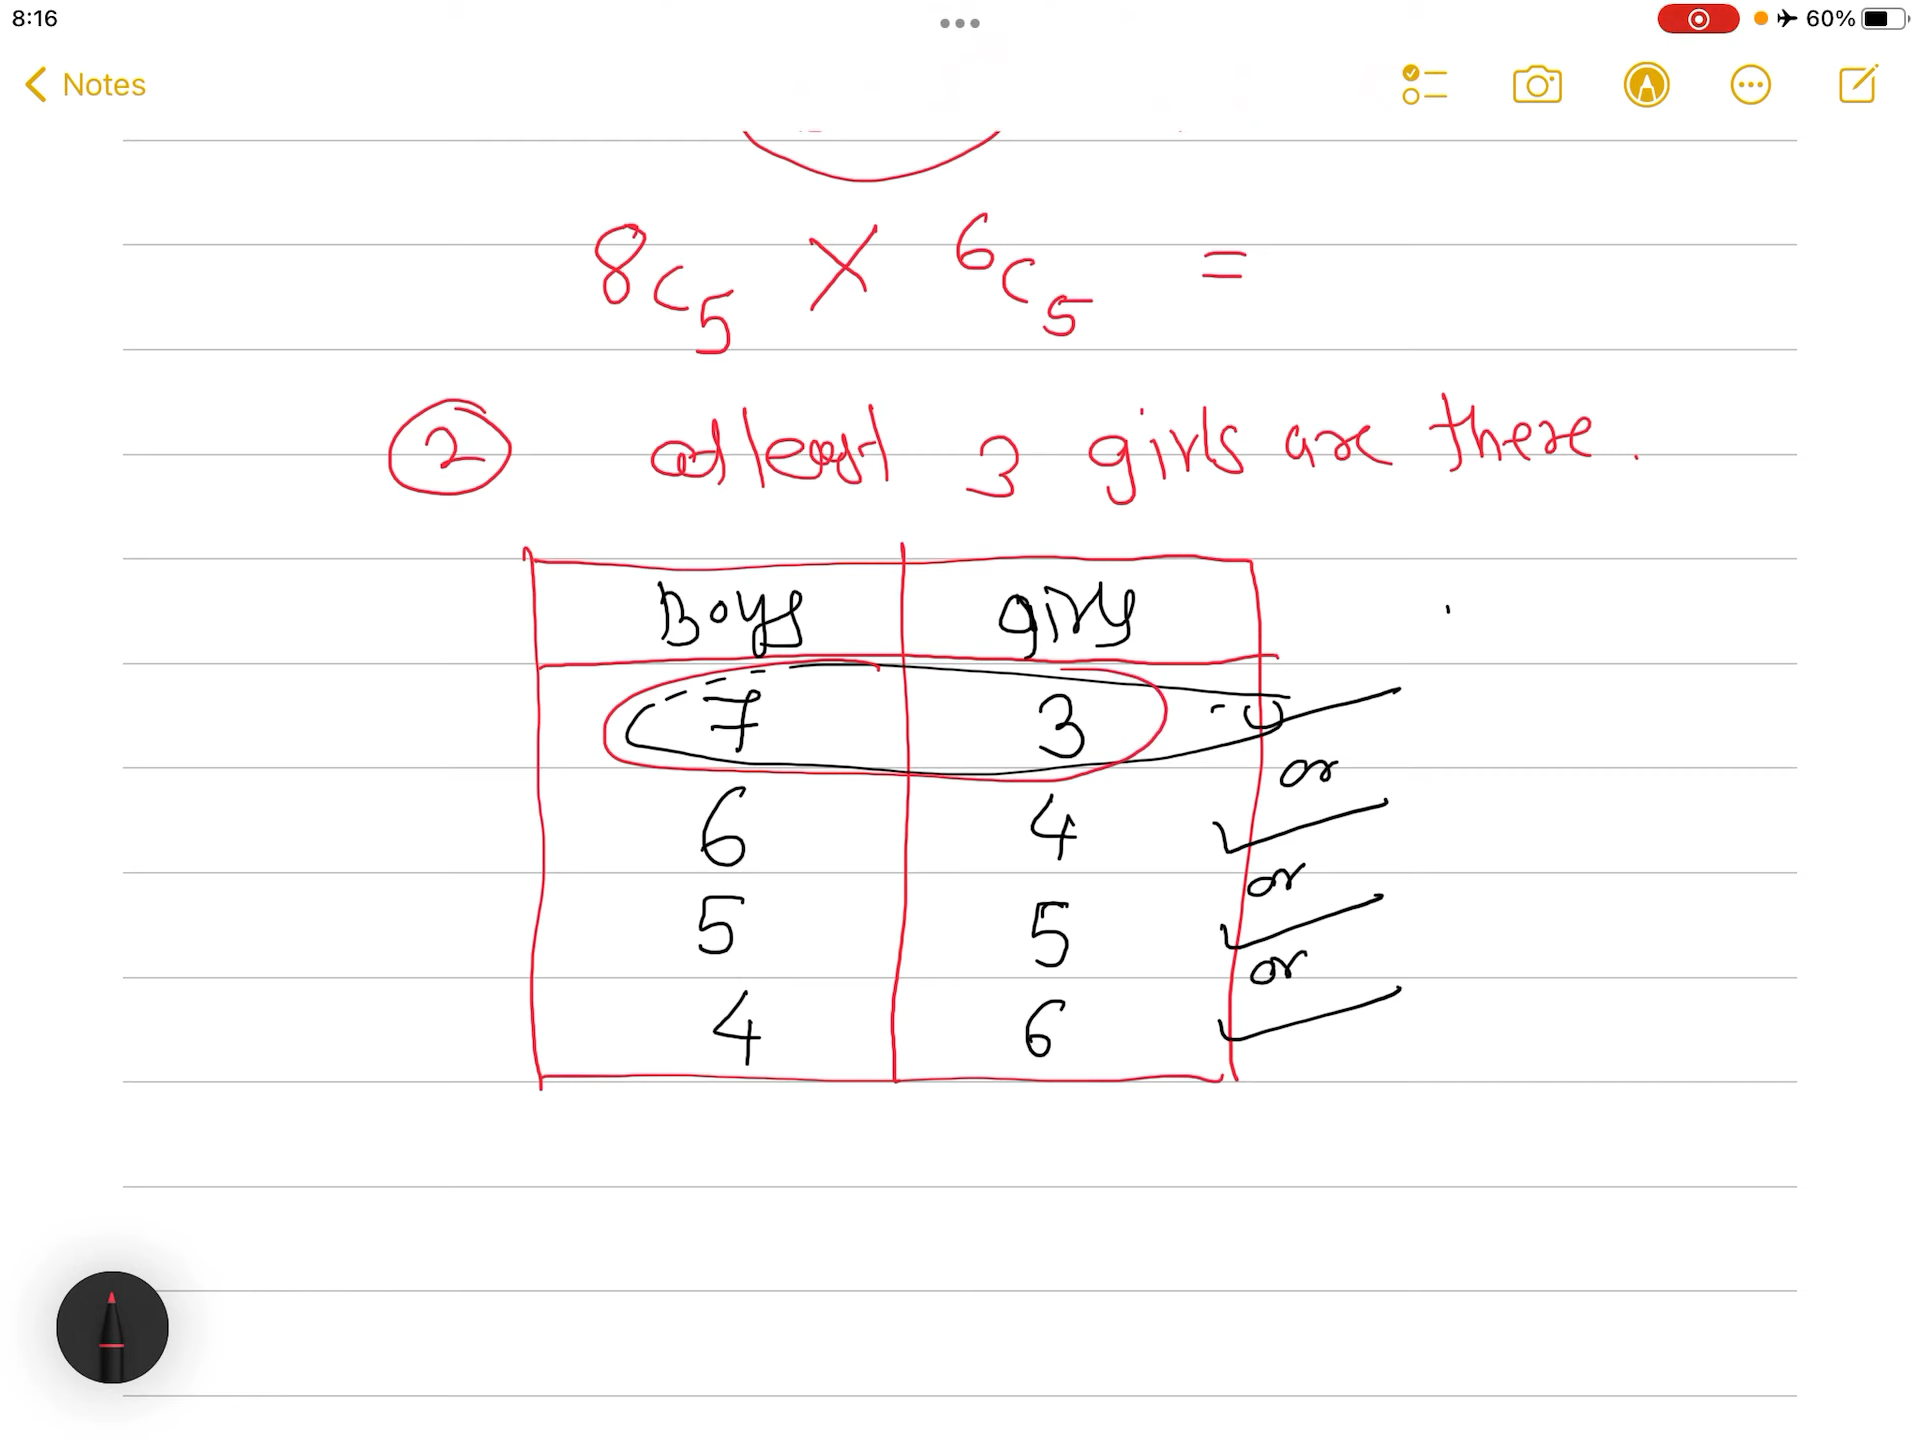 8:16
60%
Notes
8C5 X 6C5 =
2 atleast 3 girls are there.
Boys girls
7 3
or
6 4
or
5 5
or
4 6